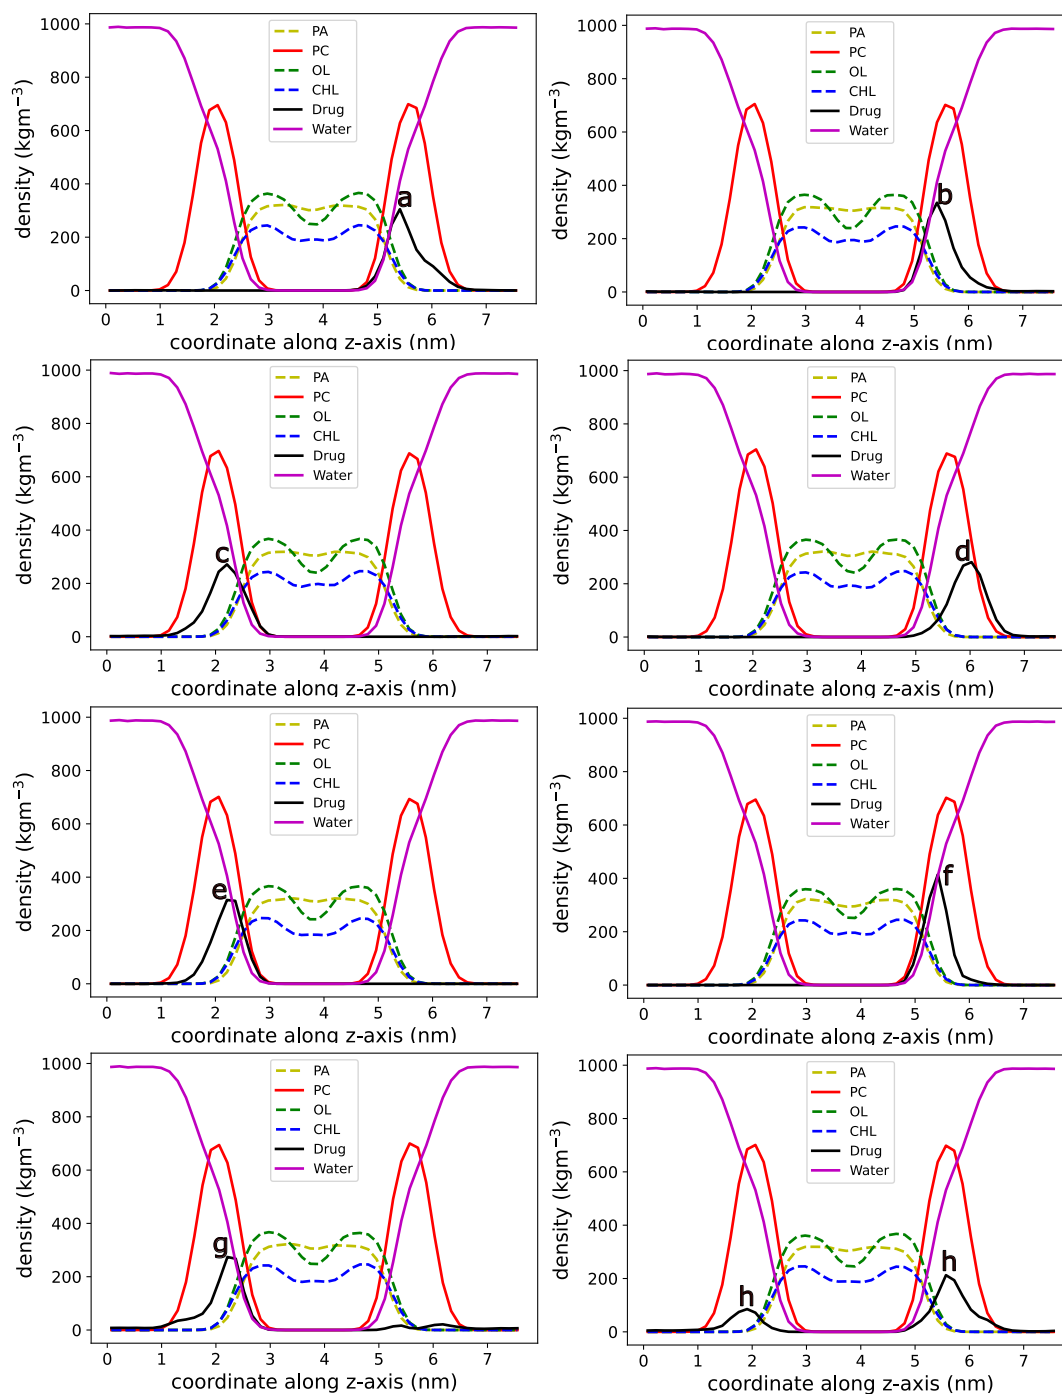 1000
800
600
400
200
0
density (kgm⁻³)
PA
PC
OL
CHL
Drug
Water
a
0 1 2 3 4 5 6 7
coordinate along z-axis (nm)
1000
800
600
400
200
0
density (kgm⁻³)
PA
PC
OL
CHL
Drug
Water
b
0 1 2 3 4 5 6 7
coordinate along z-axis (nm)
1000
800
600
400
200
0
density (kgm⁻³)
PA
PC
OL
CHL
Drug
Water
c
0 1 2 3 4 5 6 7
coordinate along z-axis (nm)
1000
800
600
400
200
0
density (kgm⁻³)
PA
PC
OL
CHL
Drug
Water
d
0 1 2 3 4 5 6 7
coordinate along z-axis (nm)
1000
800
600
400
200
0
density (kgm⁻³)
PA
PC
OL
CHL
Drug
Water
e
0 1 2 3 4 5 6 7
coordinate along z-axis (nm)
1000
800
600
400
200
0
density (kgm⁻³)
PA
PC
OL
CHL
Drug
Water
f
0 1 2 3 4 5 6 7
coordinate along z-axis (nm)
1000
800
600
400
200
0
density (kgm⁻³)
PA
PC
OL
CHL
Drug
Water
g
0 1 2 3 4 5 6 7
coordinate along z-axis (nm)
1000
800
600
400
200
0
density (kgm⁻³)
PA
PC
OL
CHL
Drug
Water
h h
0 1 2 3 4 5 6 7
coordinate along z-axis (nm)